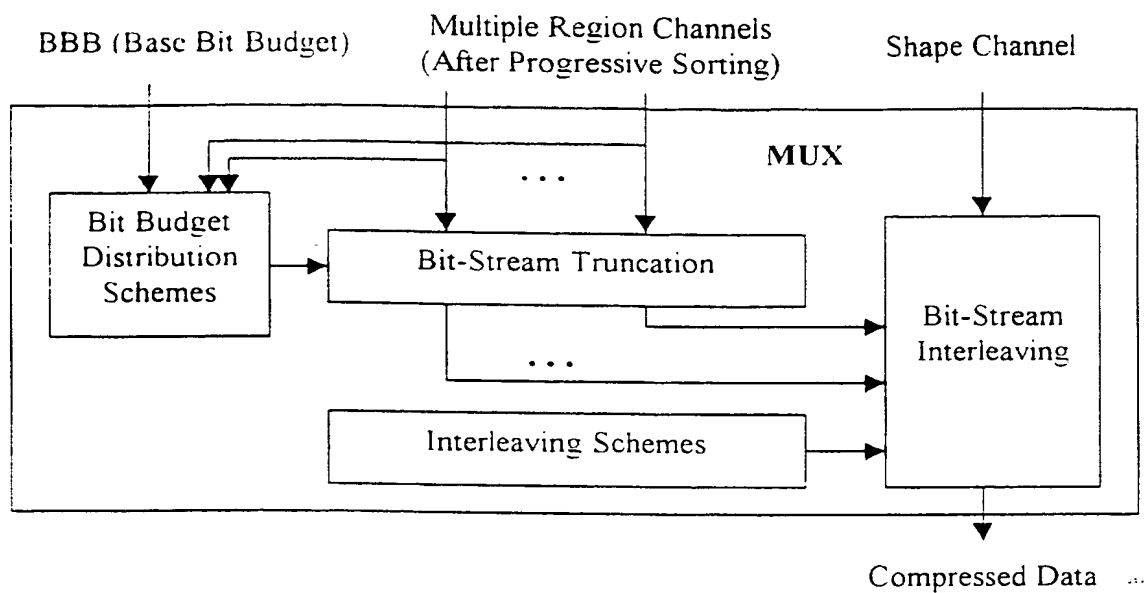 BBB (Basc Bit Budget)
Multiple Region Channels
(After Progressive Sorting)
Shape Channel
MUX
...
Bit Budget
Distribution
Schemes
Bit-Stream Truncation
Bit-Stream
Interleaving
...
Interleaving Schemes
Compressed Data